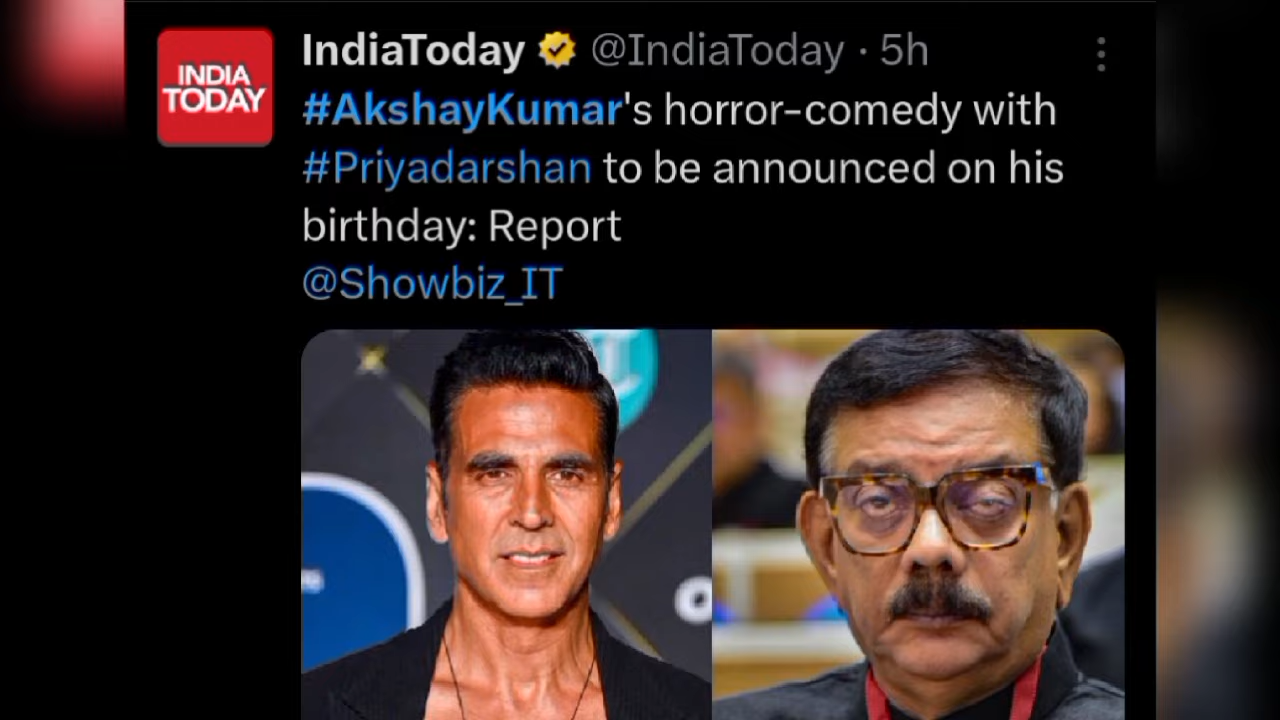 INDIA
TODAY
IndiaToday @IndiaToday · 5h
#AkshayKumar's horror-comedy with
#Priyadarshan to be announced on his
birthday: Report
@Showbiz_IT